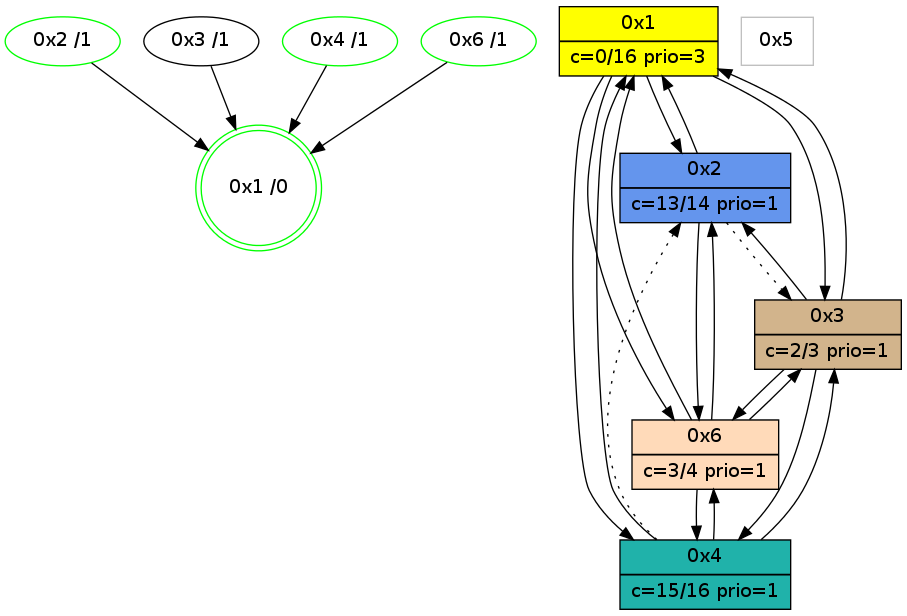 0x2 /1
0x3 /1
0x4 /1
0x6 /1
0x1 /0
0x1
c=0/16 prio=3
0x5
0x2
c=13/14 prio=1
0x3
c=2/3 prio=1
0x6
c=3/4 prio=1
0x4
c=15/16 prio=1